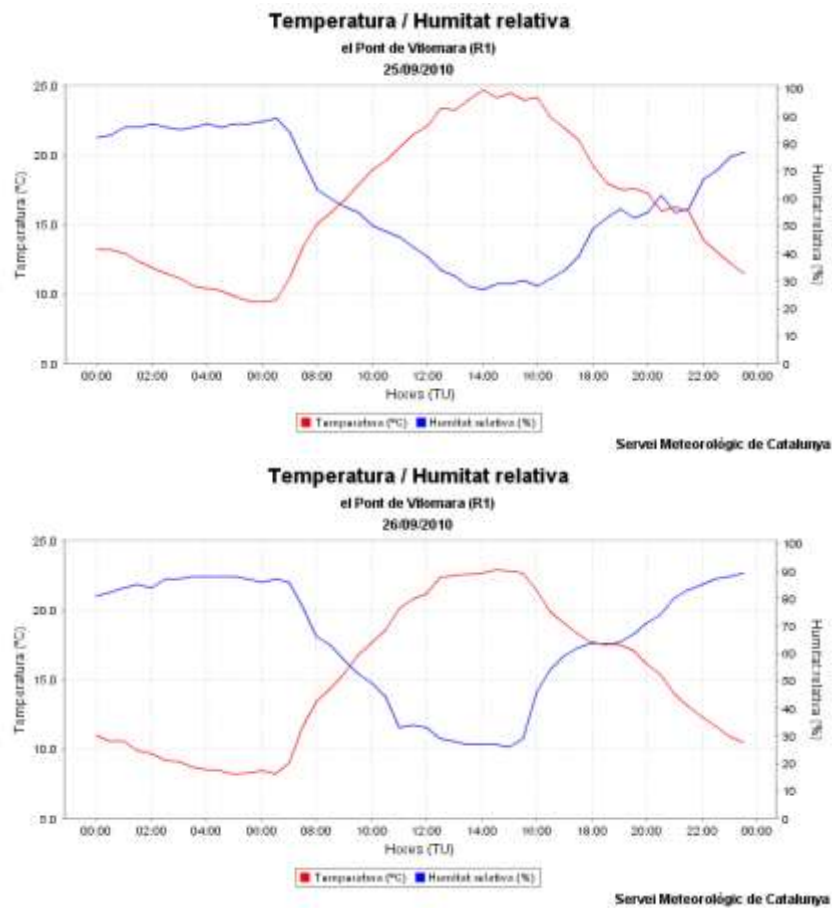 Temperatura / Humitat relativa
el Pont de Vilomara (R1)
25/09/2010
25.0
20.0
15.0
10.0
5.0
Temperatura (ºC)
100
90
80
70
60
50
40
30
20
10
0
Humitat relativa (%)
00:00 02:00 04:00 06:00 08:00 10:00 12:00 14:00 16:00 18:00 20:00 22:00 00:00
Hores (TU)
Temperatura (ºC) Humitat relativa (%)
Servei Meteorològic de Catalunya
Temperatura / Humitat relativa
el Pont de Vilomara (R1)
26/09/2010
25.0
20.0
15.0
10.0
5.0
Temperatura (ºC)
100
90
80
70
60
50
40
30
20
10
0
Humitat relativa (%)
00:00 02:00 04:00 06:00 08:00 10:00 12:00 14:00 16:00 18:00 20:00 22:00 00:00
Hores (TU)
Temperatura (ºC) Humitat relativa (%)
Servei Meteorològic de Catalunya